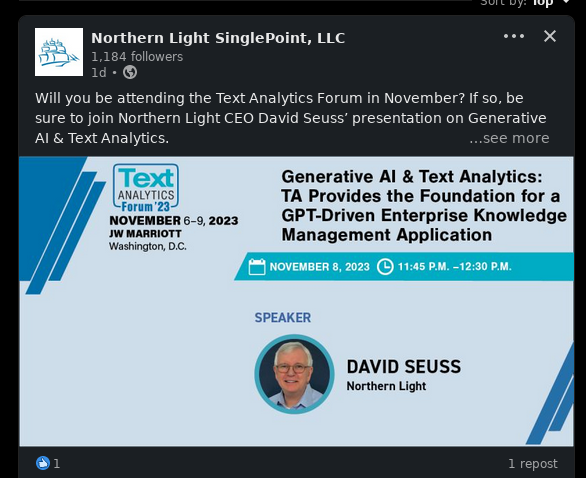 Sort by: Top
Northern Light SinglePoint, LLC
1,184 followers
1d •
Will you be attending the Text Analytics Forum in November? If so, be
sure to join Northern Light CEO David Seuss’ presentation on Generative
AI & Text Analytics.
...see more
Text
ANALYTICS
Forum '23
NOVEMBER 6–9, 2023
JW MARRIOTT
Washington, D.C.
Generative AI & Text Analytics:
TA Provides the Foundation for a
GPT-Driven Enterprise Knowledge
Management Application
NOVEMBER 8, 2023 11:45 P.M. –12:30 P.M.
SPEAKER
DAVID SEUSS
Northern Light
1
1 repost